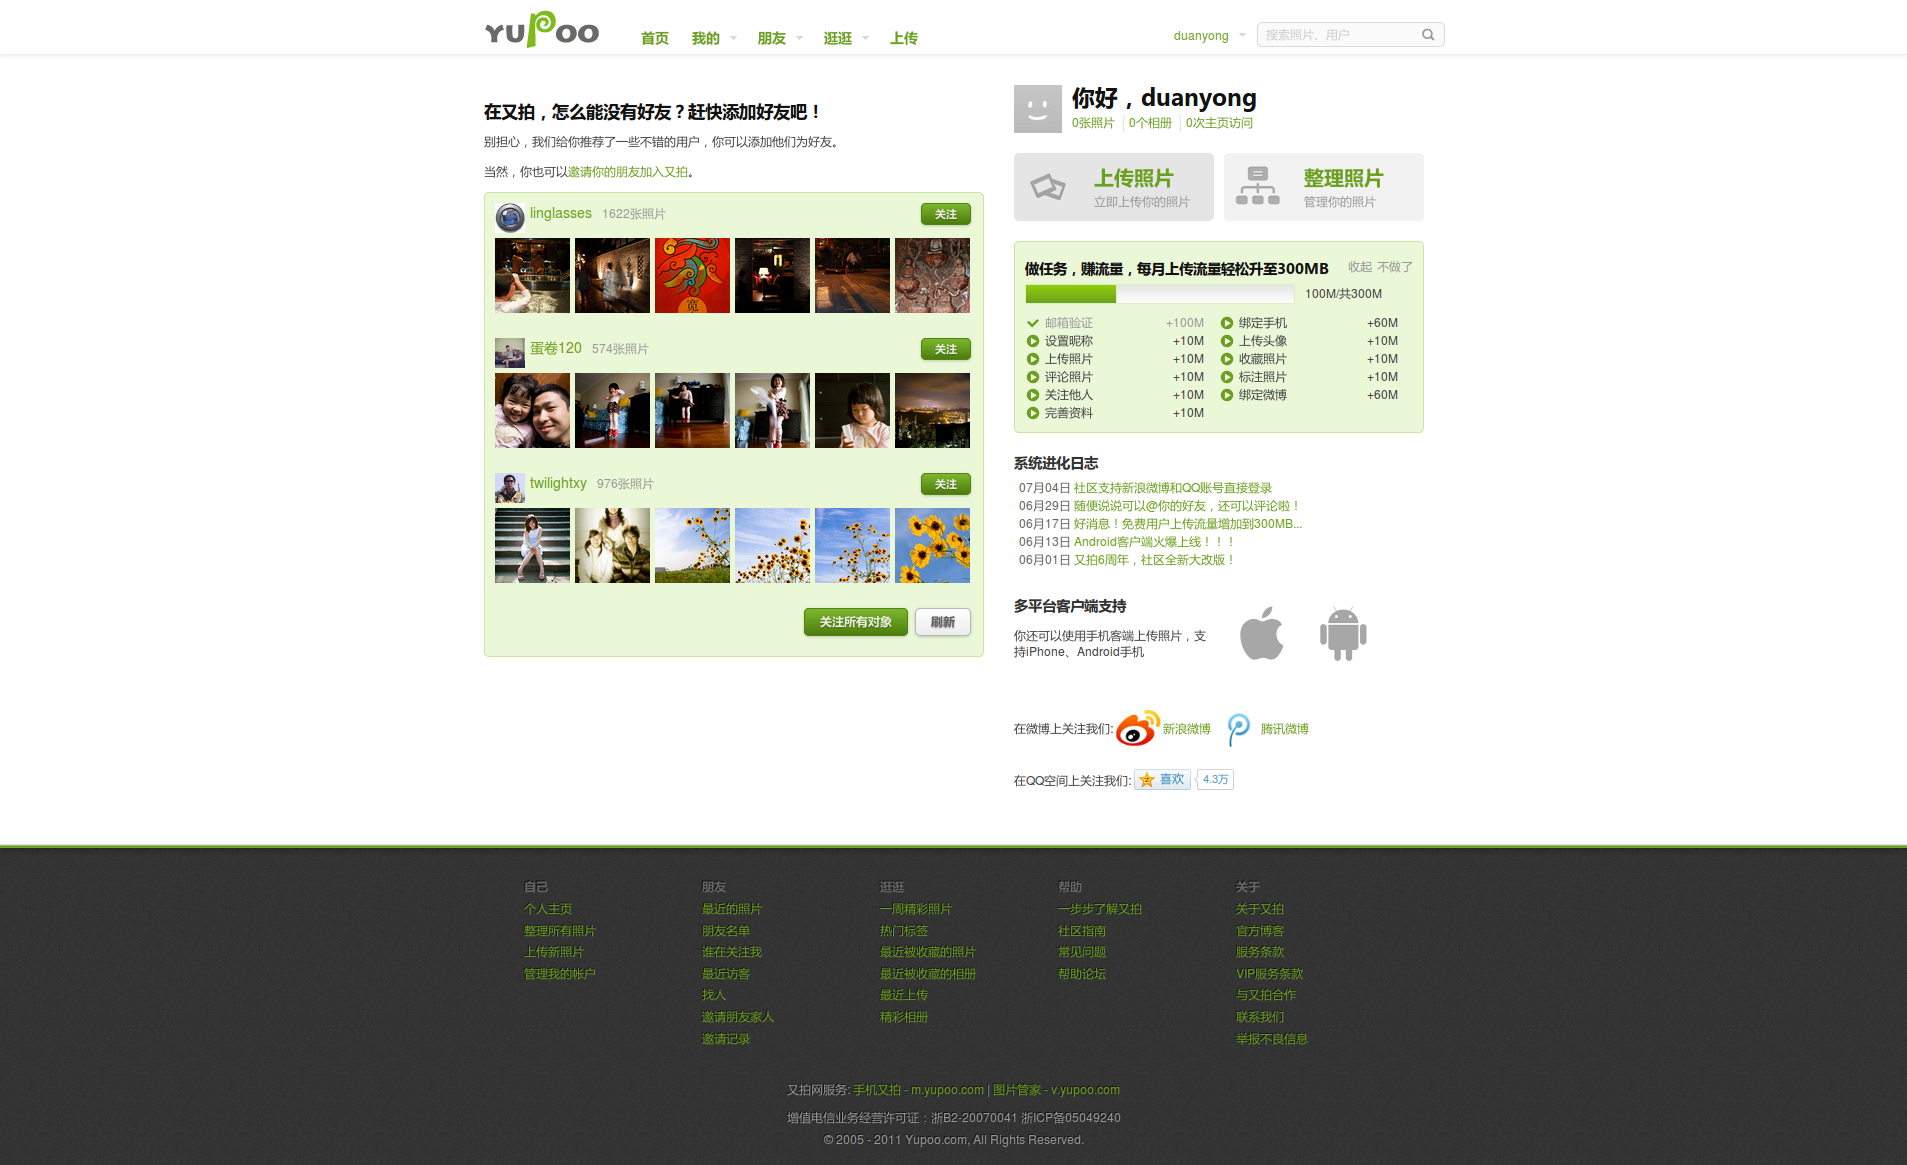 YUPOO
首页 我的 朋友 逛逛 上传
duanyong
搜索照片、用户
在又拍，怎么能没有好友？赶快添加好友吧！
别担心，我们给你推荐了一些不错的用户，你可以添加他们为好友。
当然，你也可以邀请你的朋友加入又拍。
linglasses 1622张照片
关注
宽
蛋卷120 574张照片
关注
twilightxy 976张照片
关注
关注所有对象 刷新
你好，duanyong
0张照片 0个相册 0次主页访问
上传照片
立即上传你的照片
整理照片
管理你的照片
做任务，赚流量，每月上传流量轻松升至300MB 收起 不做了
100M/共300M
邮箱验证 +100M 绑定手机 +60M
设置昵称 +10M 上传头像 +10M
上传照片 +10M 收藏照片 +10M
评论照片 +10M 标注照片 +10M
关注他人 +10M 绑定微博 +60M
完善资料 +10M
系统进化日志
07月04日 社区支持新浪微博和QQ账号直接登录
06月29日 随便说说可以@你的好友，还可以评论啦！
06月17日 好消息！免费用户上传流量增加到300MB...
06月13日 Android客户端火爆上线！！！
06月01日 又拍6周年，社区全新大改版！
多平台客户端支持
你还可以使用手机客端上传照片，支
持iPhone、Android手机
在微博上关注我们: 新浪微博 腾讯微博
在QQ空间上关注我们: 喜欢 4.3万
自己
个人主页
整理所有照片
上传新照片
管理我的帐户
朋友
最近的照片
朋友名单
谁在关注我
最近访客
找人
邀请朋友家人
邀请记录
逛逛
一周精彩照片
热门标签
最近被收藏的照片
最近被收藏的相册
最近上传
精彩相册
帮助
一步步了解又拍
社区指南
常见问题
帮助论坛
关于
关于又拍
官方博客
服务条款
VIP服务条款
与又拍合作
联系我们
举报不良信息
又拍网服务: 手机又拍 - m.yupoo.com | 图片管家 - v.yupoo.com
增值电信业务经营许可证：浙B2-20070041 浙ICP备05049240
© 2005 - 2011 Yupoo.com, All Rights Reserved.